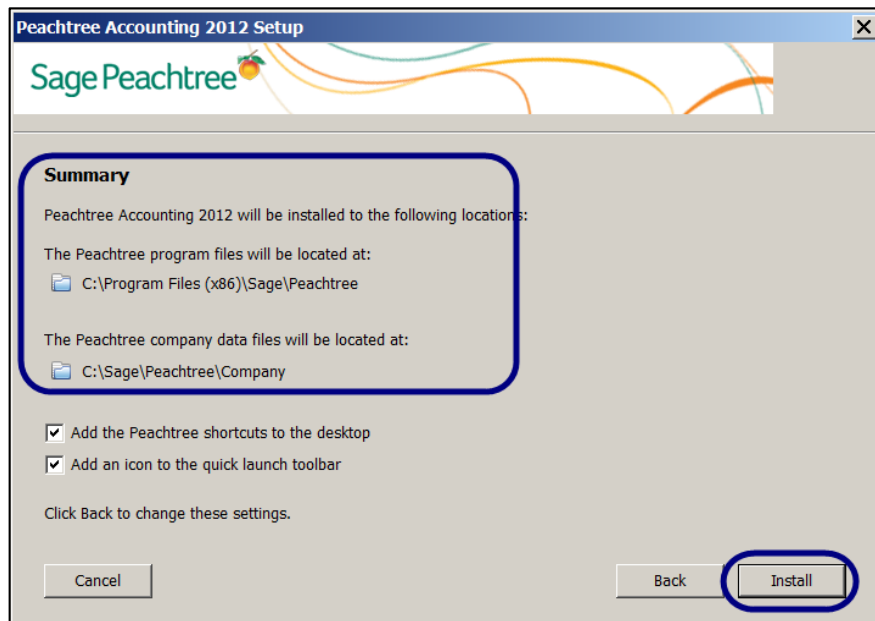 Peachtree Accounting 2012 Setup
Sage Peachtree
Summary
Peachtree Accounting 2012 will be installed to the following locations:
The Peachtree program files will be located at:
C:\Program Files (x86)\Sage\Peachtree
The Peachtree company data files will be located at:
C:\Sage\Peachtree\Company
Add the Peachtree shortcuts to the desktop
Add an icon to the quick launch toolbar
Click Back to change these settings.
Cancel Back Install